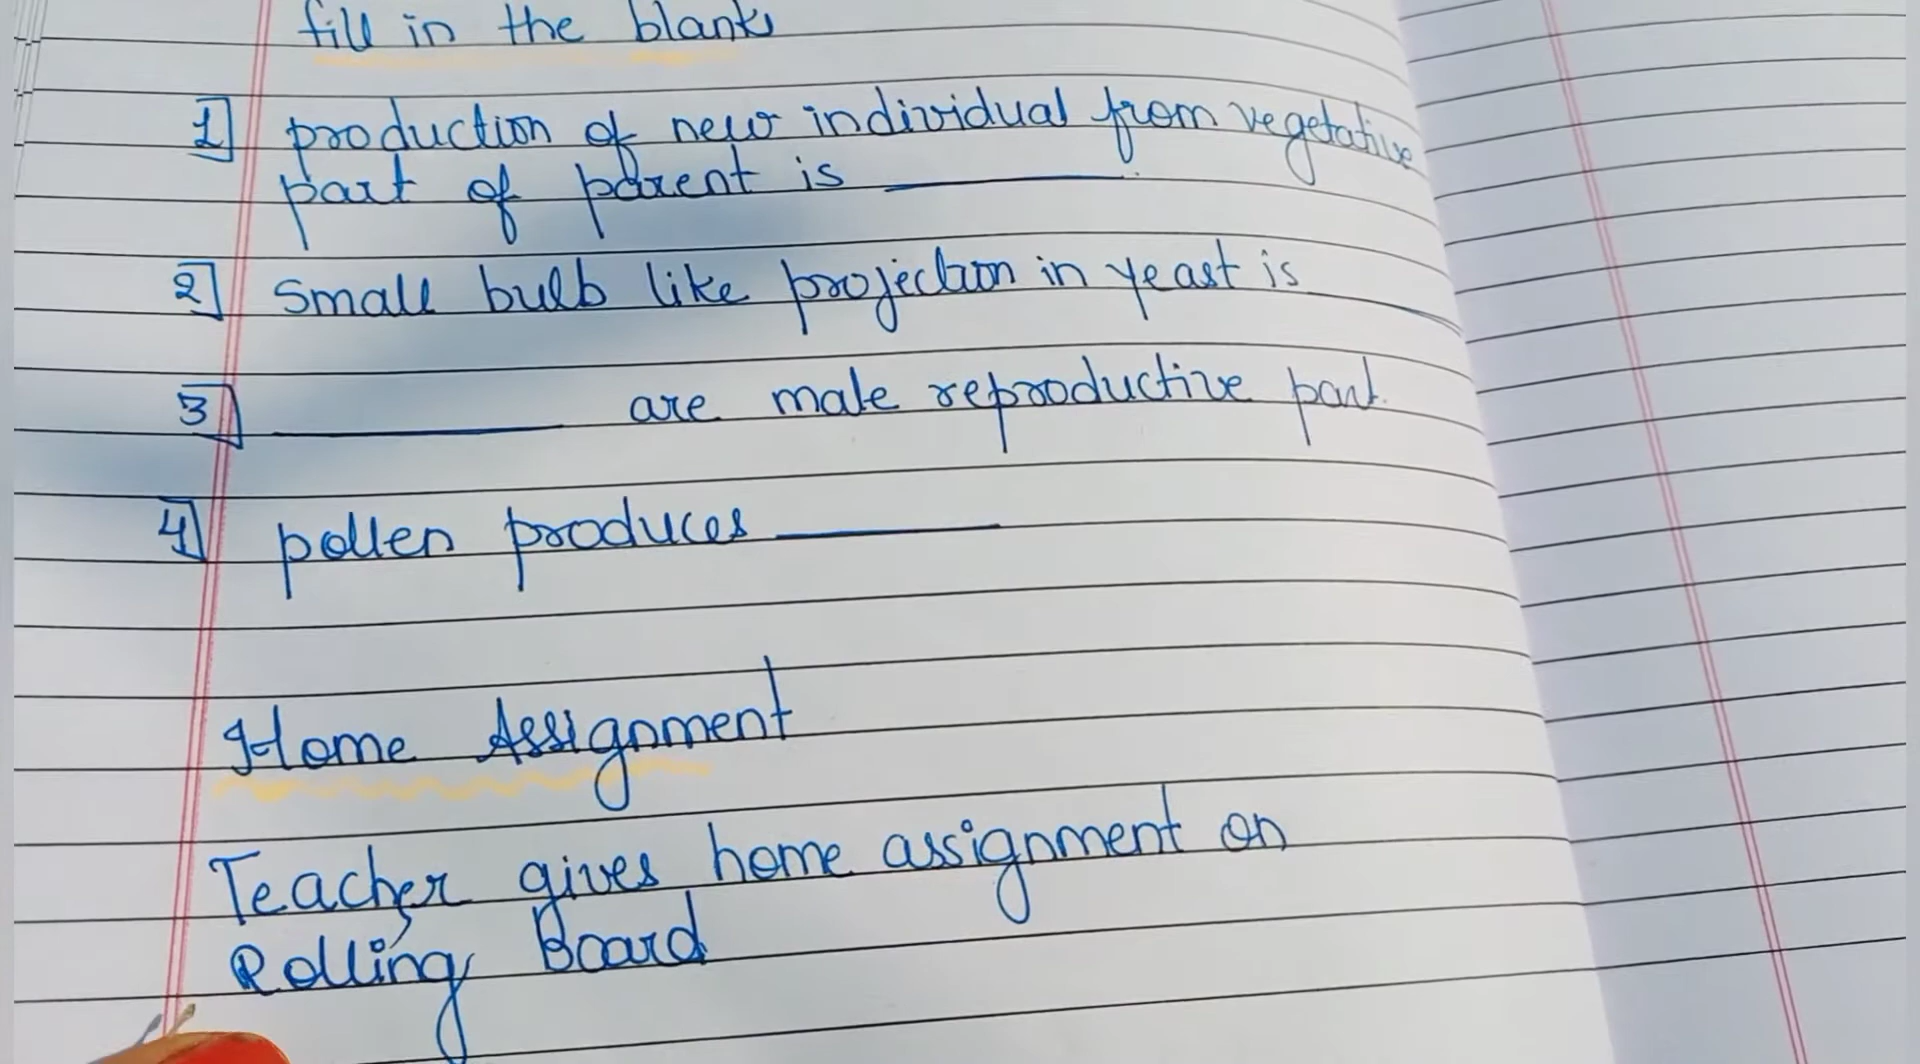 fill in the blanks
1] production of new individual from vegetative
part of parent is ________.
2] Small bulb like projection in yeast is ________
3] ________ are male reproductive part.
4] pollen produces ________
Home Assignment
Teacher gives home assignment on
Rolling Board